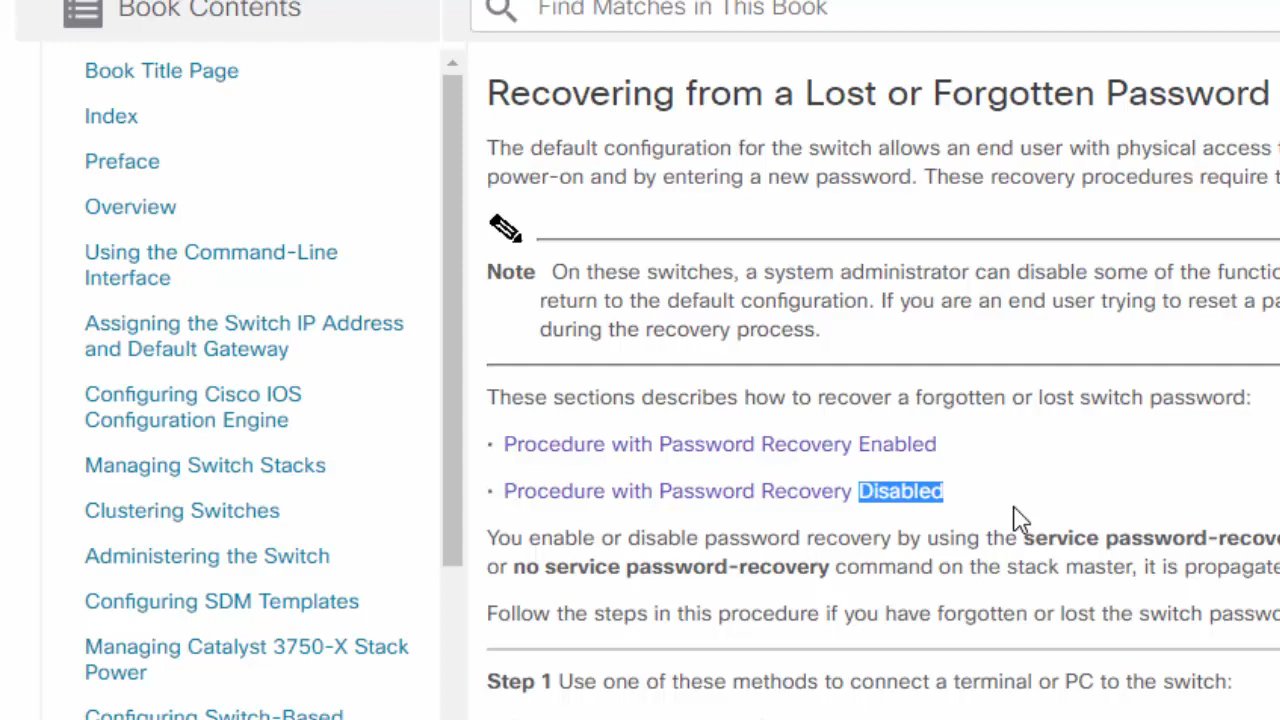 Book Contents
Find Matches in This Book
Book Title Page
Index
Preface
Overview
Using the Command-Line
Interface
Assigning the Switch IP Address
and Default Gateway
Configuring Cisco IOS
Configuration Engine
Managing Switch Stacks
Clustering Switches
Administering the Switch
Configuring SDM Templates
Managing Catalyst 3750-X Stack
Power
Configuring Switch-Based
Recovering from a Lost or Forgotten Password
The default configuration for the switch allows an end user with physical access
power-on and by entering a new password. These recovery procedures require
Note On these switches, a system administrator can disable some of the
return to the default configuration. If you are an end user trying to reset a
during the recovery process.
These sections describes how to recover a forgotten or lost switch password:
• Procedure with Password Recovery Enabled
• Procedure with Password Recovery Disabled
You enable or disable password recovery by using the service
or no service password-recovery command on the stack master, it is
Follow the steps in this procedure if you have forgotten or lost the switch
Step 1 Use one of these methods to connect a terminal or PC to the switch: